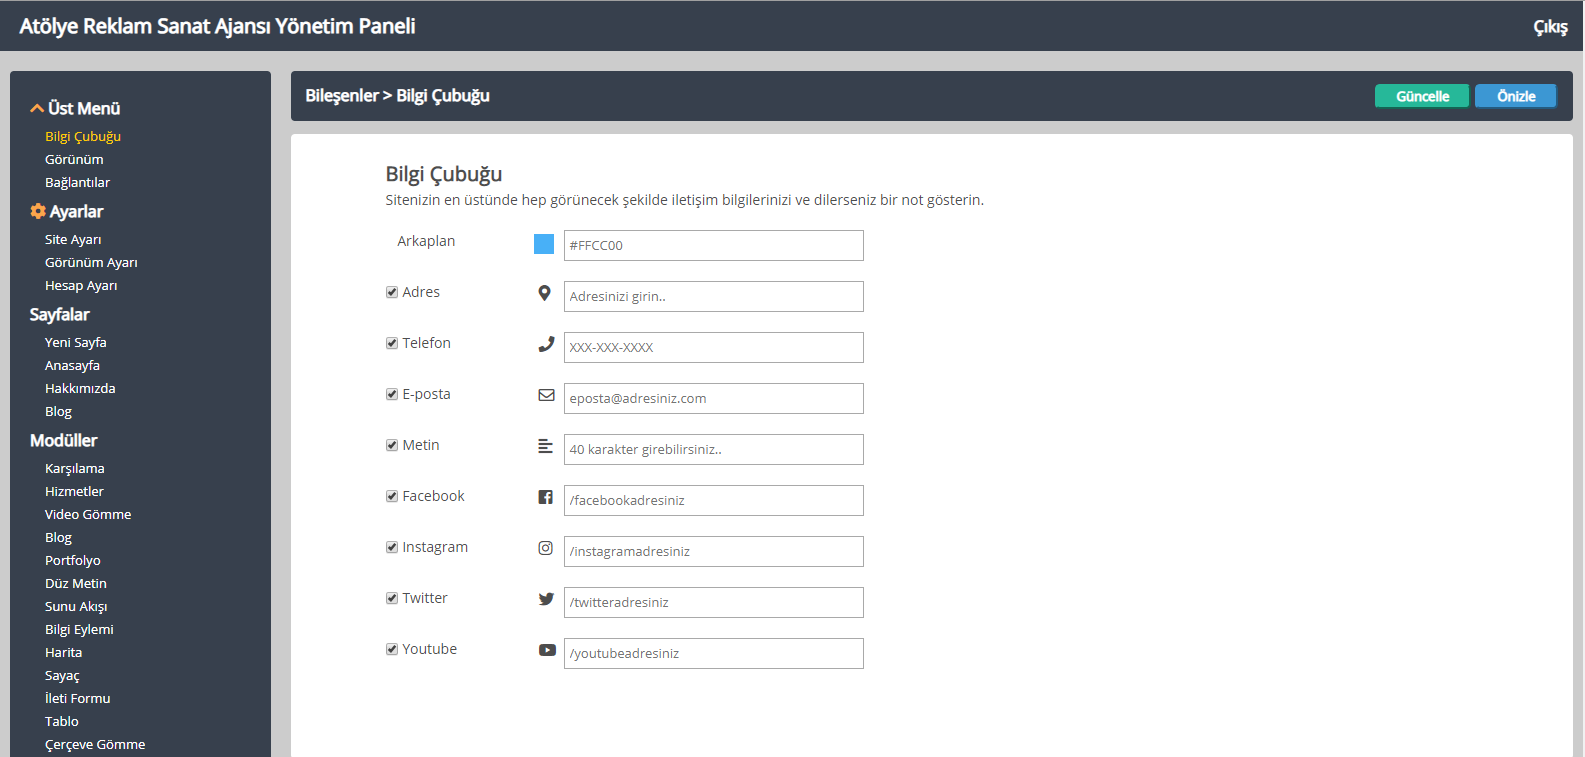 Atölye Reklam Sanat Ajansı Yönetim Paneli
Çıkış
Üst Menü
Bilgi Çubuğu
Görünüm
Bağlantılar
Ayarlar
Site Ayarı
Görünüm Ayarı
Hesap Ayarı
Sayfalar
Yeni Sayfa
Anasayfa
Hakkımızda
Blog
Modüller
Karşılama
Hizmetler
Video Gömme
Blog
Portfolyo
Düz Metin
Sunu Akışı
Bilgi Eylemi
Harita
Sayaç
İleti Formu
Tablo
Çerçeve Gömme
Bileşenler > Bilgi Çubuğu
Güncelle
Önizle
Bilgi Çubuğu
Sitenizin en üstünde hep görünecek şekilde iletişim bilgilerinizi ve dilerseniz bir not gösterin.
Arkaplan
#FFCC00
Adres
Adresinizi girin..
Telefon
XXX-XXX-XXXX
E-posta
eposta@adresiniz.com
Metin
40 karakter girebilirsiniz..
Facebook
/facebookadresiniz
Instagram
/instagramadresiniz
Twitter
/twitteradresiniz
Youtube
/youtubeadresiniz